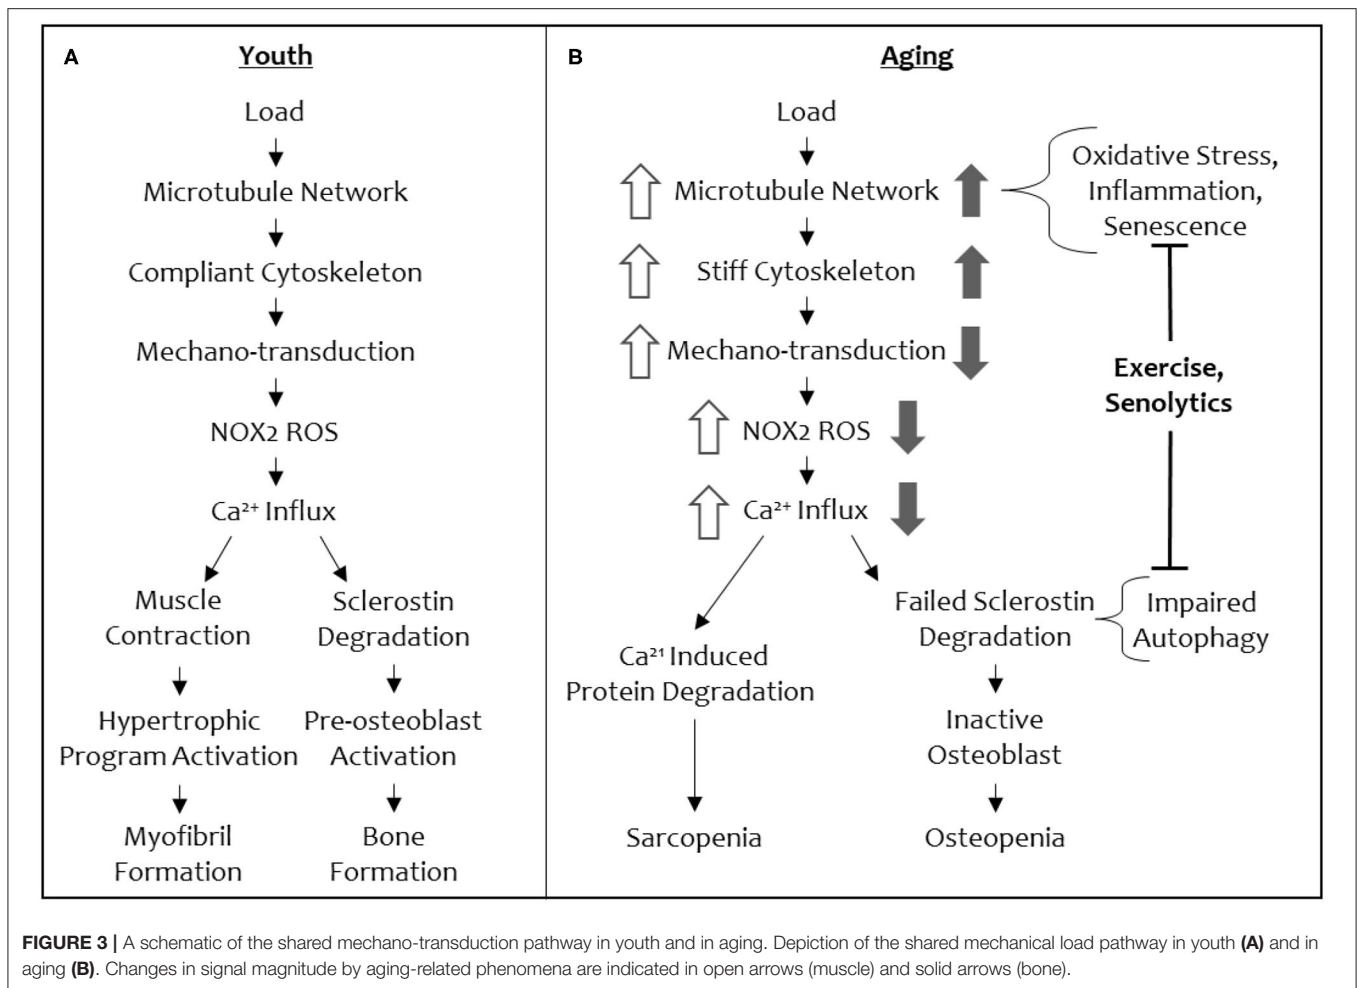 A
Youth
Load
Microtubule Network
Compliant Cytoskeleton
Mechano-transduction
NOX2 ROS
Ca²⁺ Influx
Muscle
Contraction
Hypertrophic
Program Activation
Myofibril
Formation
Sclerostin
Degradation
Pre-osteoblast
Activation
Bone
Formation
B
Aging
Load
Microtubule Network
Stiff Cytoskeleton
Mechano-transduction
NOX2 ROS
Ca²⁺ Influx
Ca²¹ Induced
Protein Degradation
Sarcopenia
Failed Sclerostin
Degradation
Inactive
Osteoblast
Osteopenia
Oxidative Stress,
Inflammation,
Senescence
Exercise,
Senolytics
Impaired
Autophagy
FIGURE 3 | A schematic of the shared mechano-transduction pathway in youth and in aging. Depiction of the shared mechanical load pathway in youth (A) and in
aging (B). Changes in signal magnitude by aging-related phenomena are indicated in open arrows (muscle) and solid arrows (bone).